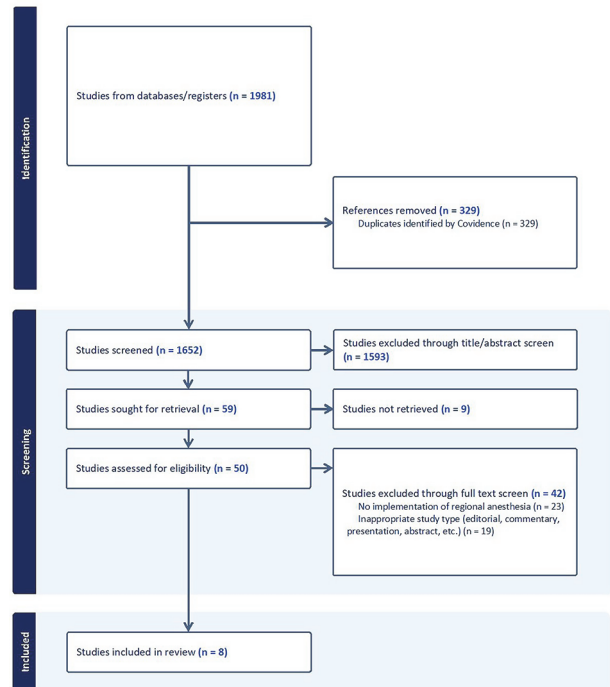 Identification
Studies from databases/registers (n = 1981)
References removed (n = 329)
Duplicates identified by Covidence (n = 329)
Screening
Studies screened (n = 1652)
Studies excluded through title/abstract screen
(n = 1593)
Studies sought for retrieval (n = 59)
Studies not retrieved (n = 9)
Studies assessed for eligibility (n = 50)
Studies excluded through full text screen (n = 42)
No implementation of regional anesthesia (n = 23)
Inappropriate study type (editorial, commentary,
presentation, abstract, etc.) (n = 19)
Included
Studies included in review (n = 8)